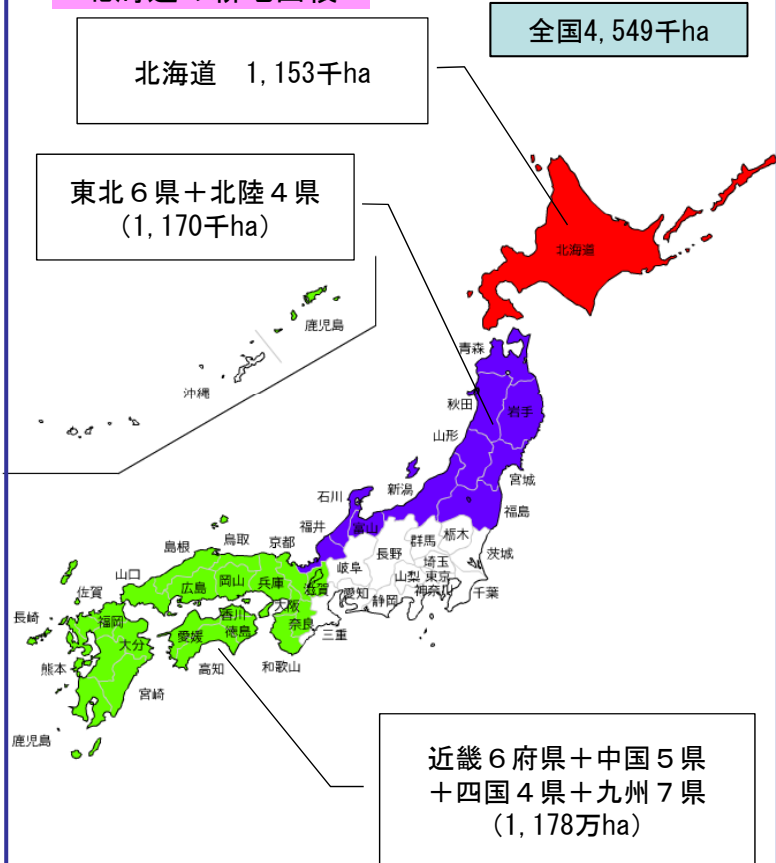 全国4,549千ha
北海道　1,153千ha
東北６県＋北陸４県
（1,170千ha）
北海道
鹿児島
沖縄
青森
秋田
岩手
山形
宮城
石川
新潟
福島
福井
富山
群馬
栃木
島根
鳥取
京都
長野
茨城
岐阜
埼玉
山口
広島
岡山
兵庫
滋賀
山梨
東京
佐賀
愛知
静岡
神奈川
千葉
長崎
福岡
香川
大阪
愛媛
徳島
奈良
三重
大分
熊本
高知
和歌山
宮崎
鹿児島
近畿６府県＋中国５県
＋四国４県＋九州７県
（1,178万ha）